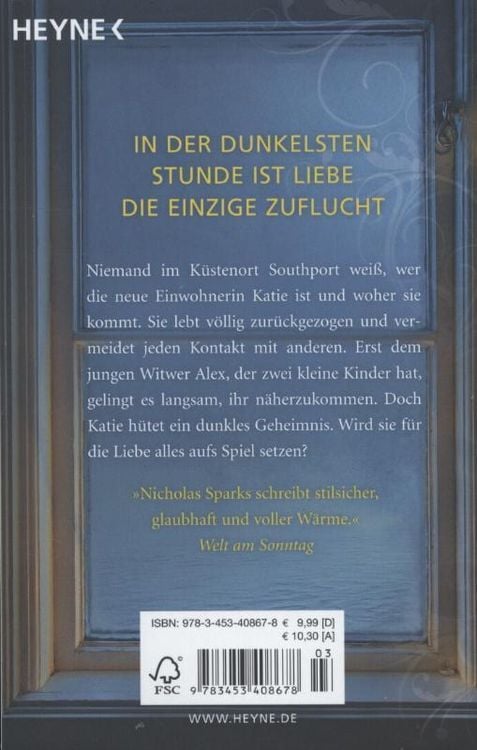 HEYNE
IN DER DUNKELSTEN
STUNDE IST LIEBE
DIE EINZIGE ZUFLUCHT
Niemand im Küstenort Southport weiß, wer
die neue Einwohnerin Katie ist und woher sie
kommt. Sie lebt völlig zurückgezogen und ver-
meidet jeden Kontakt mit anderen. Erst dem
jungen Witwer Alex, der zwei kleine Kinder hat,
gelingt es langsam, ihr näherzukommen. Doch
Katie hütet ein dunkles Geheimnis. Wird sie für
die Liebe alles aufs Spiel setzen?
»Nicholas Sparks schreibt stilsicher,
glaubhaft und voller Wärme.«
Welt am Sonntag
ISBN: 978-3-453-40867-8 € 9,99 [D]
€ 10,30 [A]
03
FSC
9 783453 408678
WWW.HEYNE.DE